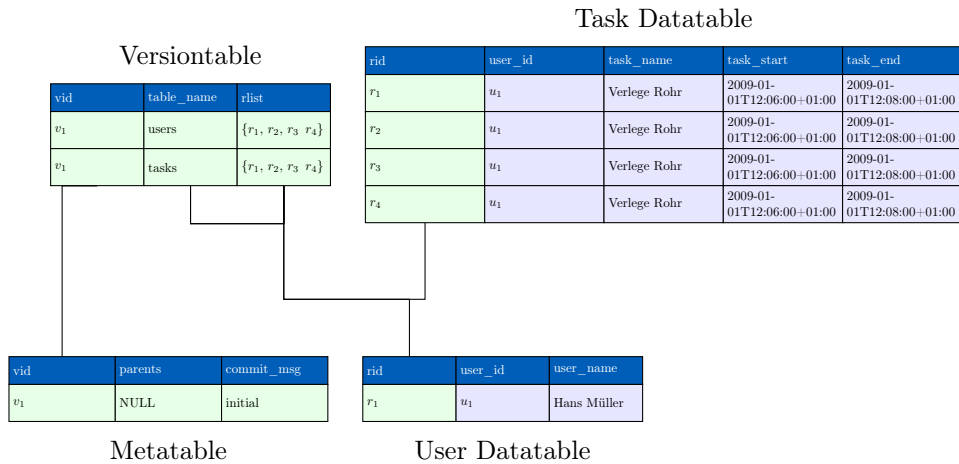 Task Datatable
Versiontable
rid user_id task_name task_start task_end
r₁ u₁ Verlege Rohr 2009-01-01T12:06:00+01:00 2009-01-01T12:08:00+01:00
r₂ u₁ Verlege Rohr 2009-01-01T12:06:00+01:00 2009-01-01T12:08:00+01:00
r₃ u₁ Verlege Rohr 2009-01-01T12:06:00+01:00 2009-01-01T12:08:00+01:00
r₄ u₁ Verlege Rohr 2009-01-01T12:06:00+01:00 2009-01-01T12:08:00+01:00
vid table_name rlist
v₁ users {r₁, r₂, r₃ r₄}
v₁ tasks {r₁, r₂, r₃ r₄}
vid parents commit_msg
v₁ NULL initial
Metatable
rid user_id user_name
r₁ u₁ Hans Müller
User Datatable